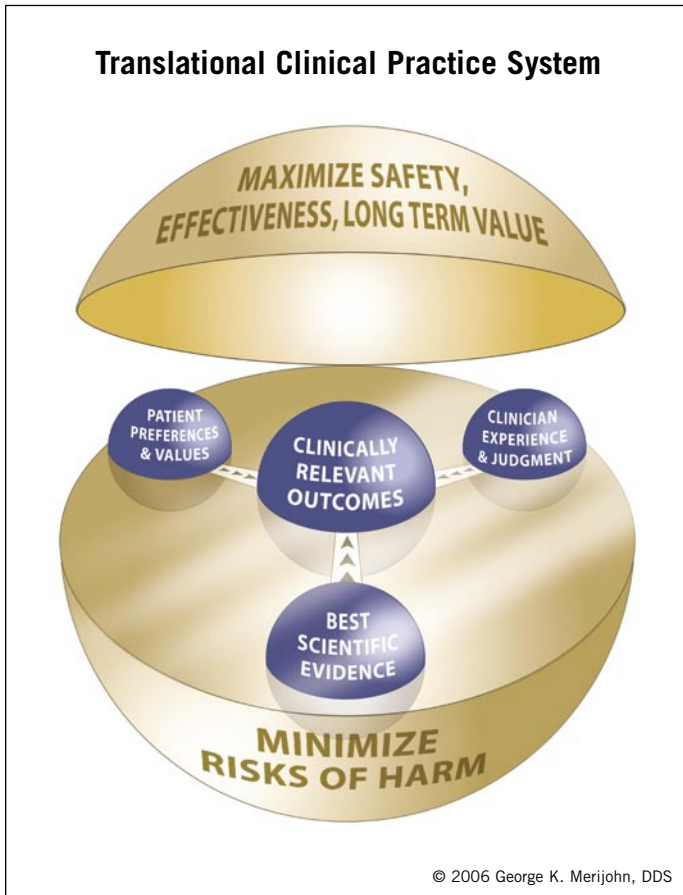 Translational Clinical Practice System
MAXIMIZE SAFETY,
EFFECTIVENESS, LONG TERM VALUE
PATIENT
PREFERENCES
& VALUES
CLINICALLY
RELEVANT
OUTCOMES
CLINICIAN
EXPERIENCE
& JUDGMENT
BEST
SCIENTIFIC
EVIDENCE
MINIMIZE
RISKS OF HARM
© 2006 George K. Merijohn, DDS